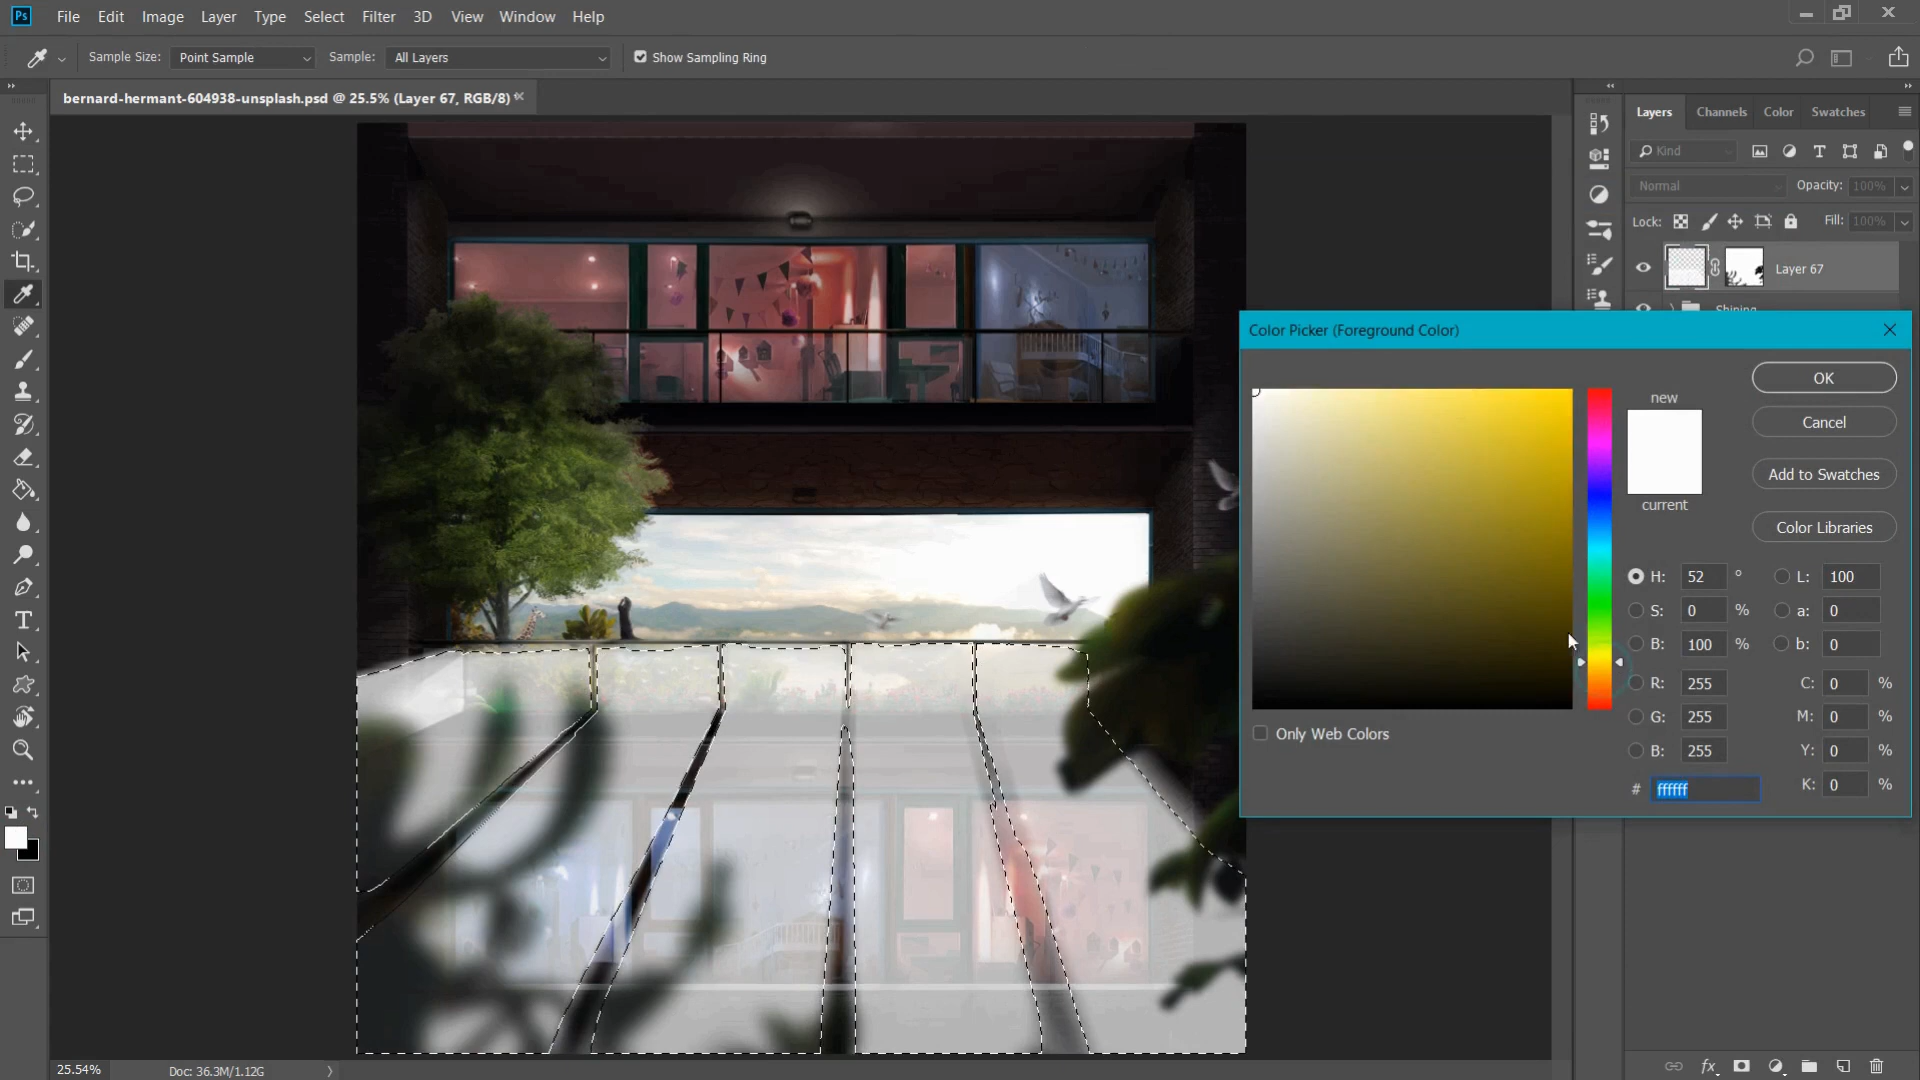 Ps File Edit Image Layer Type Select Filter 3D View Window Help
Sample Size: Point Sample Sample: All Layers Show Sampling Ring
bernard-hermant-604938-unsplash.psd @ 25.5% (Layer 67, RGB/8) *
Layers Channels Color Swatches
Kind
Normal Opacity: 100%
Lock: Fill: 100%
Layer 67
Shining
Color Picker (Foreground Color)
OK
new
Cancel
Add to Swatches
current
Color Libraries
H: 52 ° L: 100
S: 0 % a: 0
B: 100 % b: 0
R: 255 C: 0 %
G: 255 M: 0 %
Only Web Colors
B: 255 Y: 0 %
# ffffff K: 0 %
25.54% Doc: 36.3M/1.12G
fx